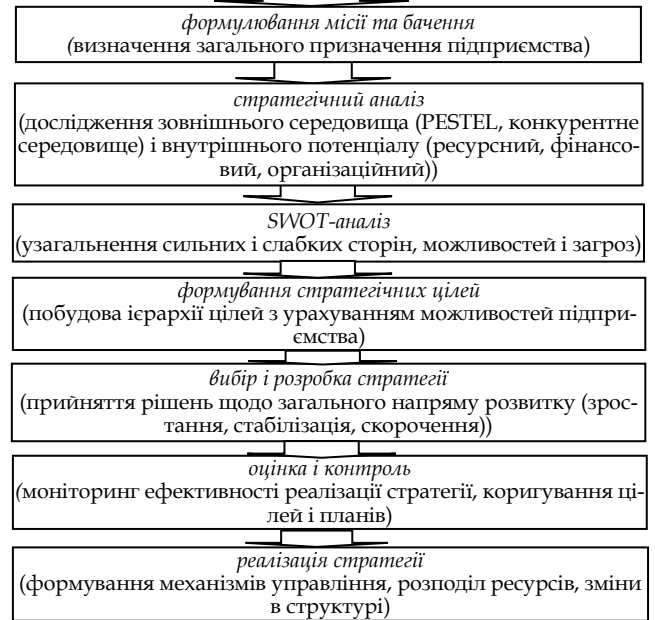 формулювання місії та бачення
(визначення загального призначення підприємства)
стратегічний аналіз
(дослідження зовнішнього середовища (PESTEL, конкурентне
середовище) і внутрішнього потенціалу (ресурсний, фінансо-
вий, організаційний))
SWOT-аналіз
(узагальнення сильних і слабких сторін, можливостей і загроз)
формування стратегічних цілей
(побудова ієрархії цілей з урахуванням можливостей підпри-
ємства)
вибір і розробка стратегії
(прийняття рішень щодо загального напряму розвитку (зрос-
тання, стабілізація, скорочення))
оцінка і контроль
(моніторинг ефективності реалізації стратегії, коригування ці-
лей і планів)
реалізація стратегії
(формування механізмів управління, розподіл ресурсів, зміни
в структурі)